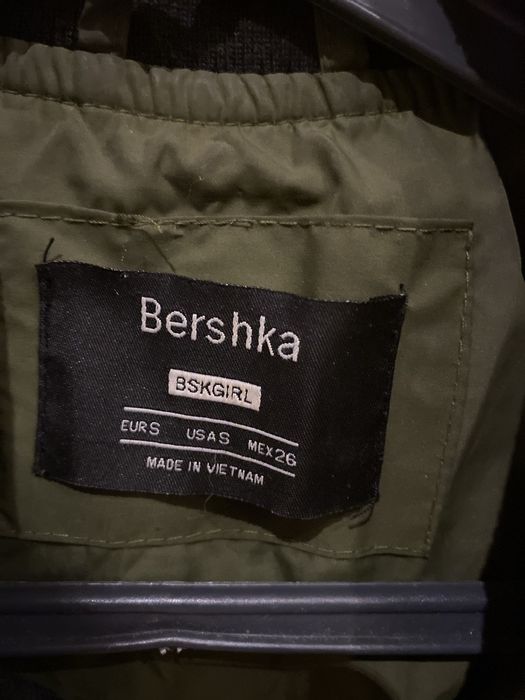 Bershka
BSKGIRL
EUR S USA S MEX 26
MADE IN VIETNAM